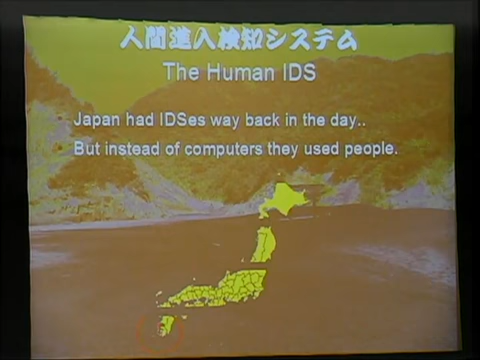 人間進入検知システム
The Human IDS
Japan had IDSes way back in the day..
But instead of computers they used people.